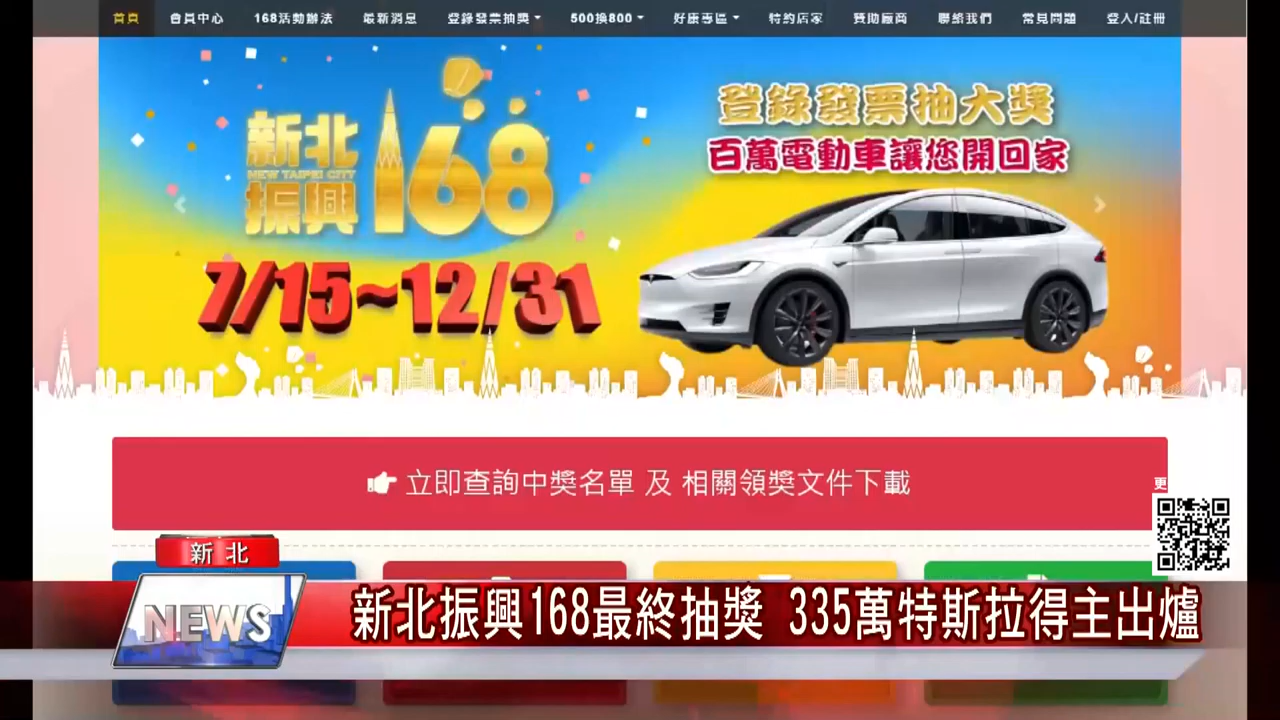 首頁 會員中心 168活動辦法 最新消息 登錄發票抽獎 500換800 好康專區 特約店家 贊助廠商 聯絡我們 常見問題 登入/註冊
新北
NEW TAIPEI CITY
振興
168
登錄發票抽大獎
百萬電動車讓您開回家
7/15~12/31
立即查詢中獎名單 及 相關領獎文件下載
更
新北
NEWS
新北振興168最終抽獎 335萬特斯拉得主出爐